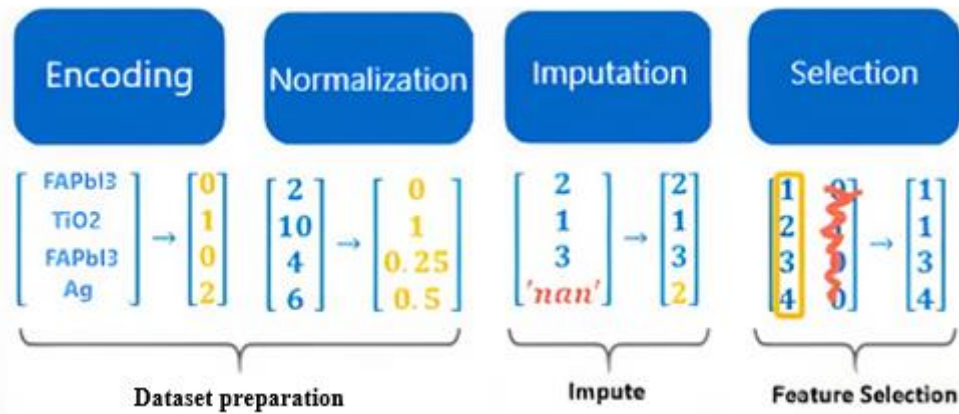 Encoding Normalization Imputation Selection
FAPbI3 0 2 0 2 2 1 0 1
TiO2 → 1 10 → 1 1 → 1 2 → 1
FAPbI3 0 4 0.25 3 3 3 0 3
Ag 2 6 0.5 'nan' 2 4 0 4
Dataset preparation Impute Feature Selection